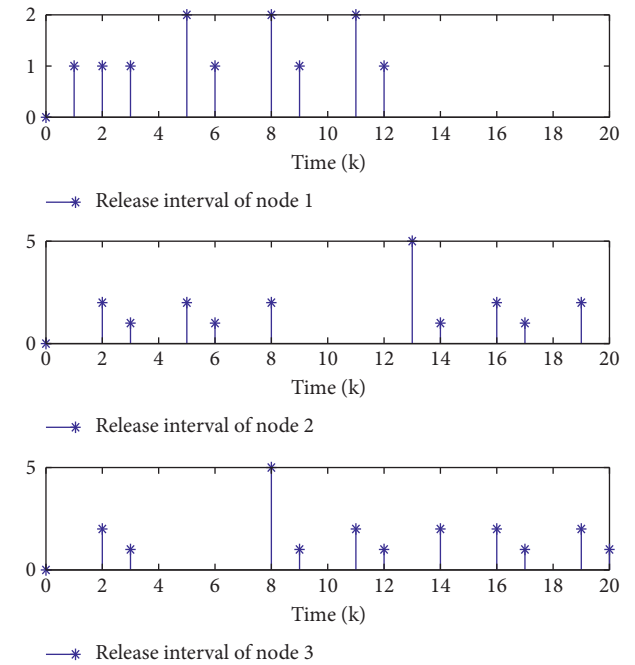 2
1
0
0 2 4 6 8 10 12 14 16 18 20
Time (k)
Release interval of node 1
5
0
0 2 4 6 8 10 12 14 16 18 20
Time (k)
Release interval of node 2
5
0
0 2 4 6 8 10 12 14 16 18 20
Time (k)
Release interval of node 3